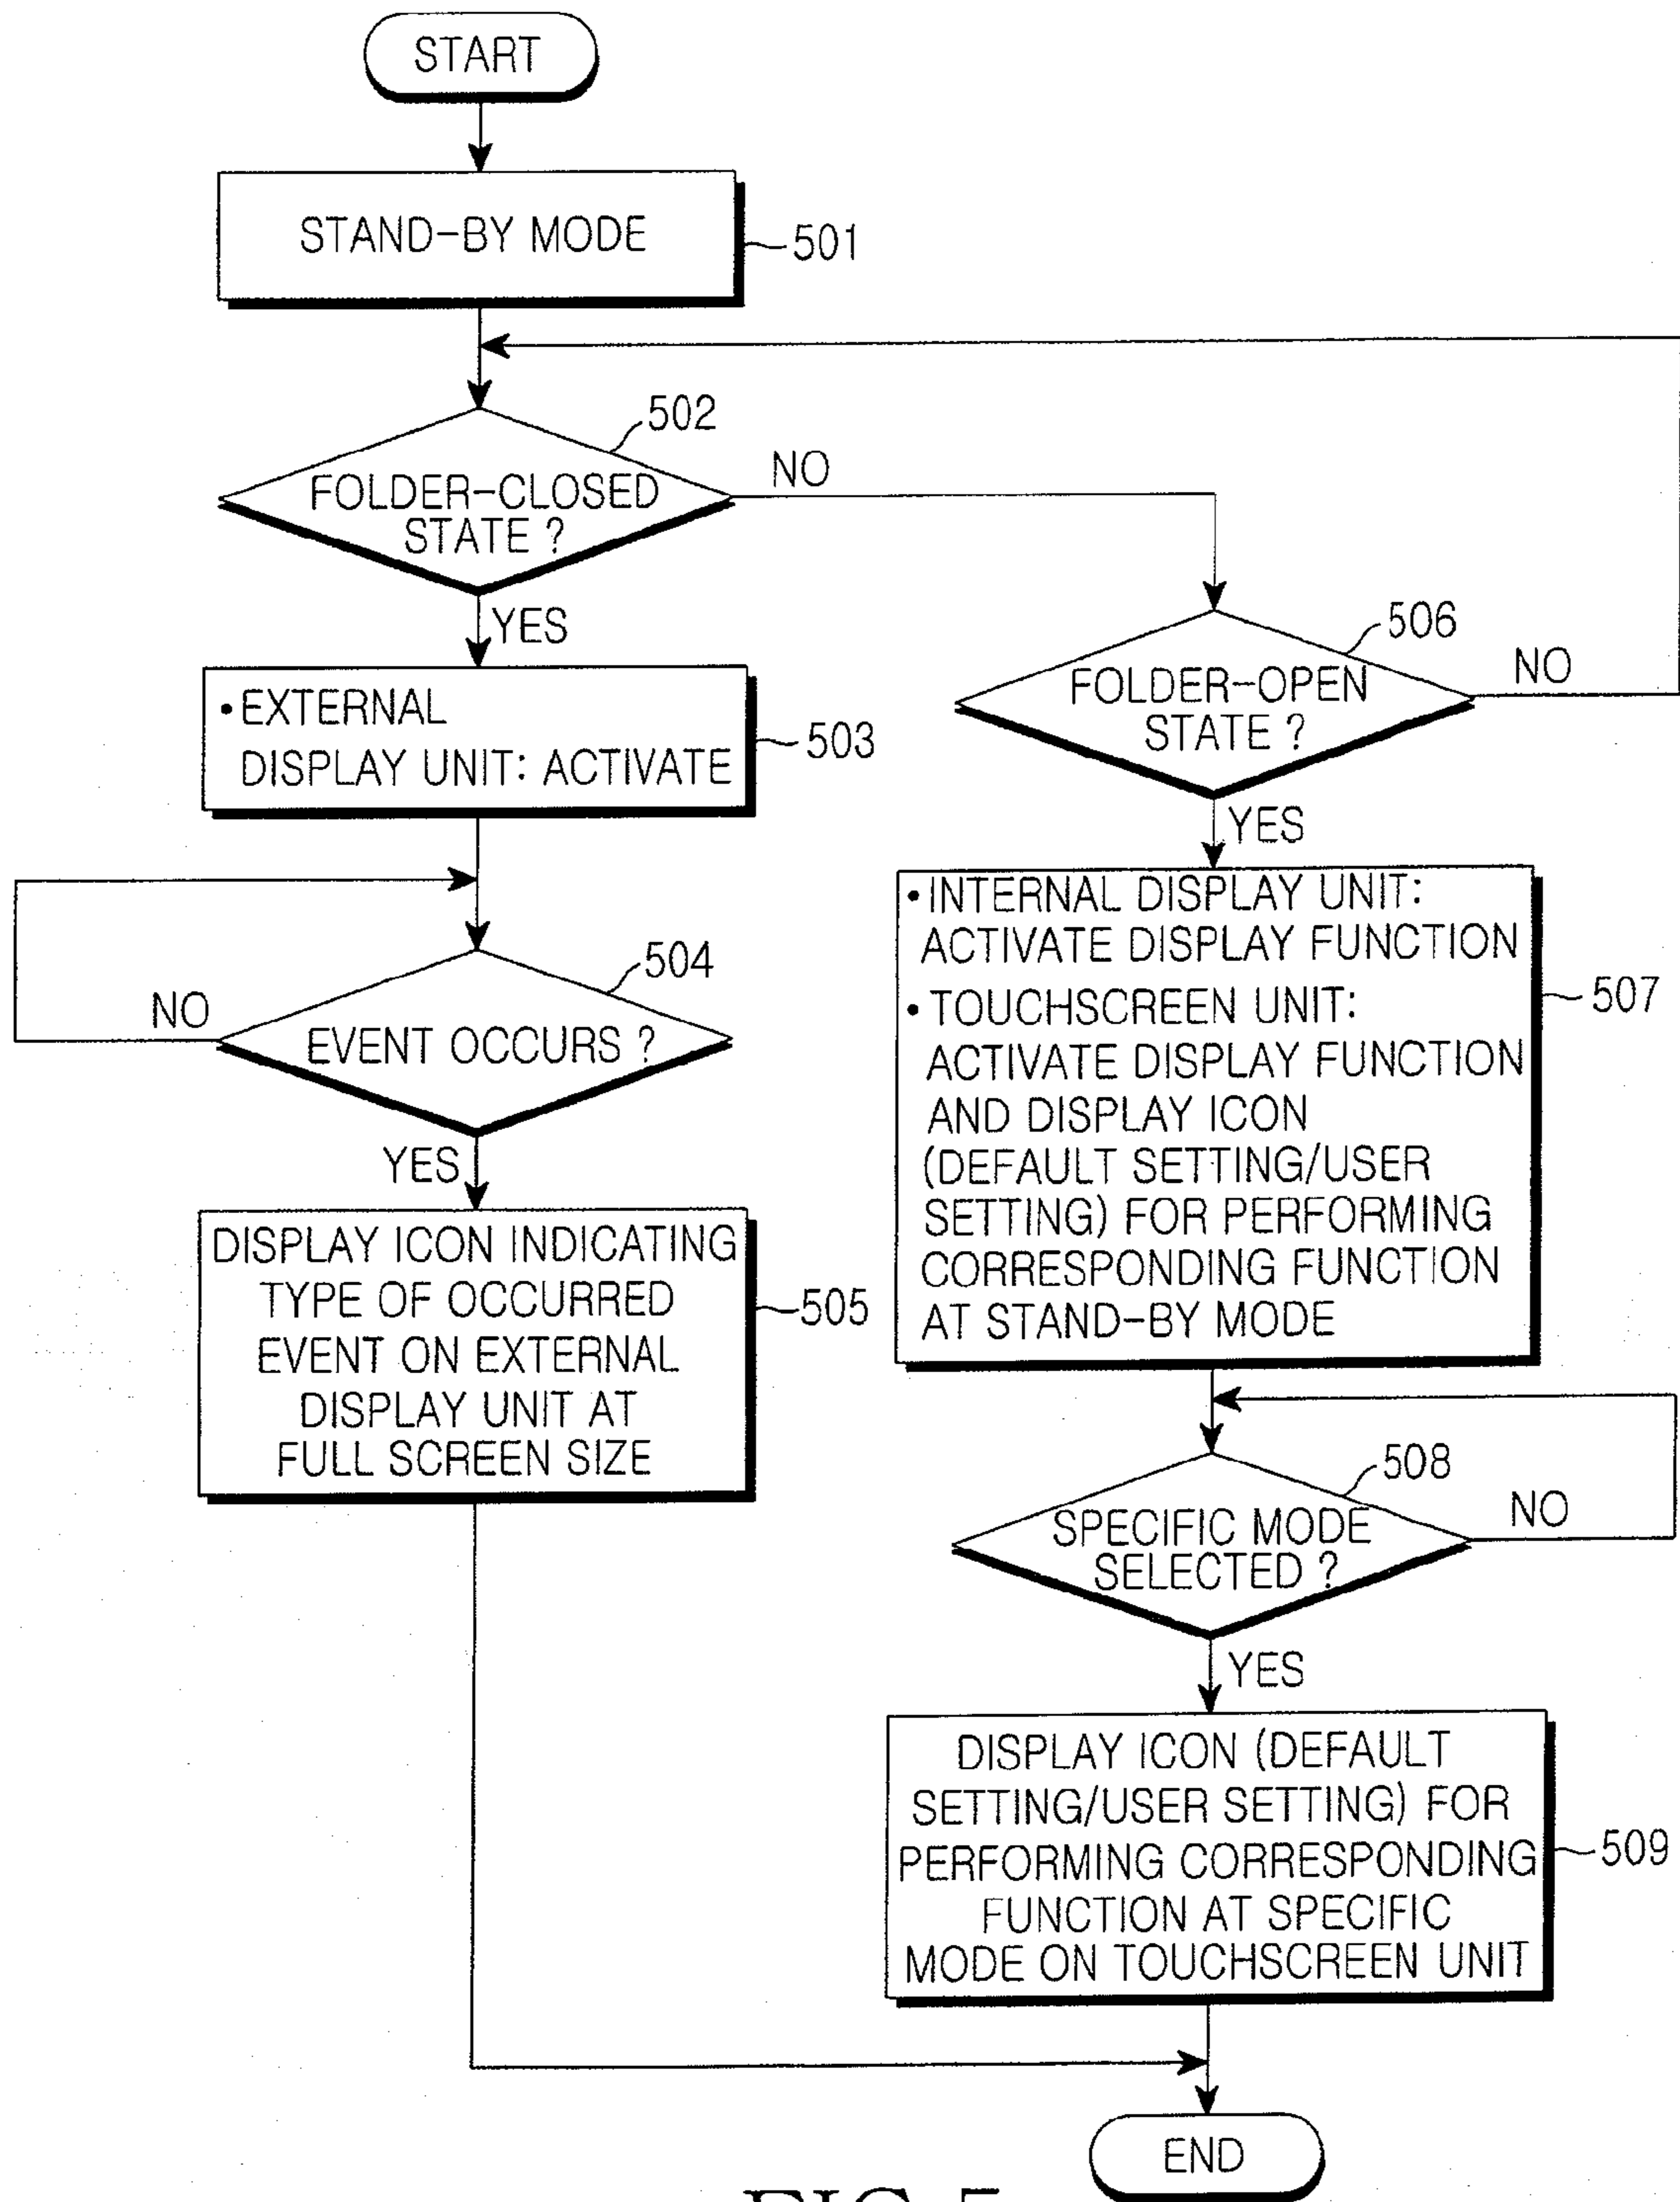 START
STAND-BY MODE
501
502
FOLDER-CLOSED
STATE ?
NO
YES
• EXTERNAL
DISPLAY UNIT: ACTIVATE
503
504
NO
EVENT OCCURS ?
YES
DISPLAY ICON INDICATING
TYPE OF OCCURRED
EVENT ON EXTERNAL
DISPLAY UNIT AT
FULL SCREEN SIZE
505
506
FOLDER-OPEN
STATE ?
NO
YES
• INTERNAL DISPLAY UNIT:
ACTIVATE DISPLAY FUNCTION
• TOUCHSCREEN UNIT:
ACTIVATE DISPLAY FUNCTION
AND DISPLAY ICON
(DEFAULT SETTING/USER
SETTING) FOR PERFORMING
CORRESPONDING FUNCTION
AT STAND-BY MODE
507
508
SPECIFIC MODE
SELECTED ?
NO
YES
DISPLAY ICON (DEFAULT
SETTING/USER SETTING) FOR
PERFORMING CORRESPONDING
FUNCTION AT SPECIFIC
MODE ON TOUCHSCREEN UNIT
509
END